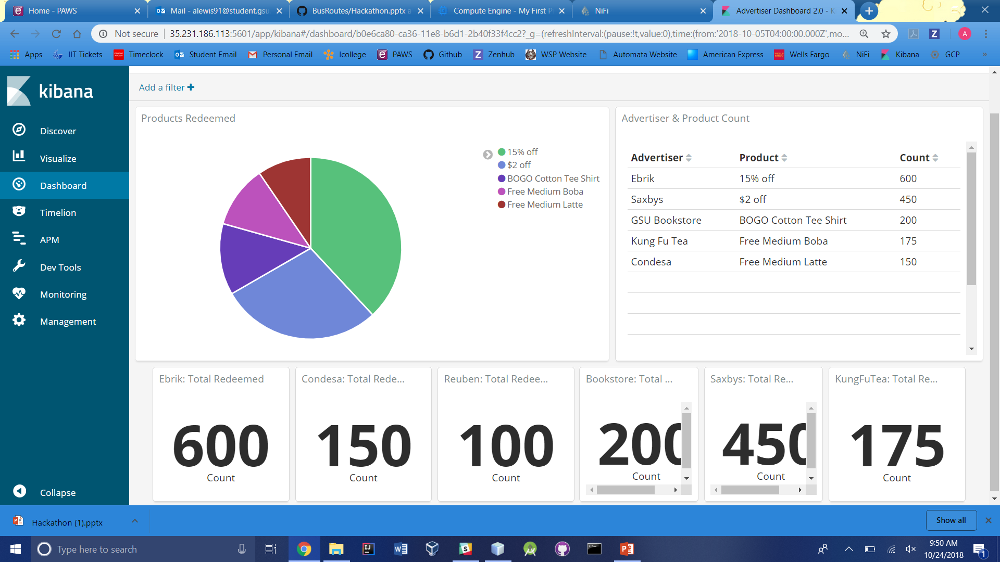 Home - PAWS
Mail - alewis91@student.gsu
BusRoutes/Hackathon.pptx a
Compute Engine - My First P
NiFi
Advertiser Dashboard 2.0 - K
Not secure
35.231.186.113:5601/app/kibana#/dashboard/b0e6ca80-ca36-11e8-b6d1-2b40f33f4cc2?_g=(refreshInterval:(pause:!t,value:0),time:(from:'2018-10-05T04:00:00.000Z',mo...
A
Apps
IIT Tickets
Timeclock
Student Email
Personal Email
Icollege
PAWS
Github
Zenhub
WSP Website
Automata Website
American Express
Wells Fargo
NiFi
Kibana
GCP
»
kibana
Discover
Visualize
Dashboard
Timelion
APM
Dev Tools
Monitoring
Management
Collapse
Add a filter +
Products Redeemed
15% off
$2 off
BOGO Cotton Tee Shirt
Free Medium Boba
Free Medium Latte
Advertiser & Product Count
Advertiser Product Count
Ebrik 15% off 600
Saxbys $2 off 450
GSU Bookstore BOGO Cotton Tee Shirt 200
Kung Fu Tea Free Medium Boba 175
Condesa Free Medium Latte 150
Ebrik: Total Redeemed
600
Count
Condesa: Total Rede...
150
Count
Reuben: Total Redee...
100
Count
Bookstore: Total ...
200
Count
Saxbys: Total Re...
450
Count
KungFuTea: Total Re...
175
Count
Hackathon (1).pptx
Show all
Type here to search
9:50 AM
10/24/2018
1